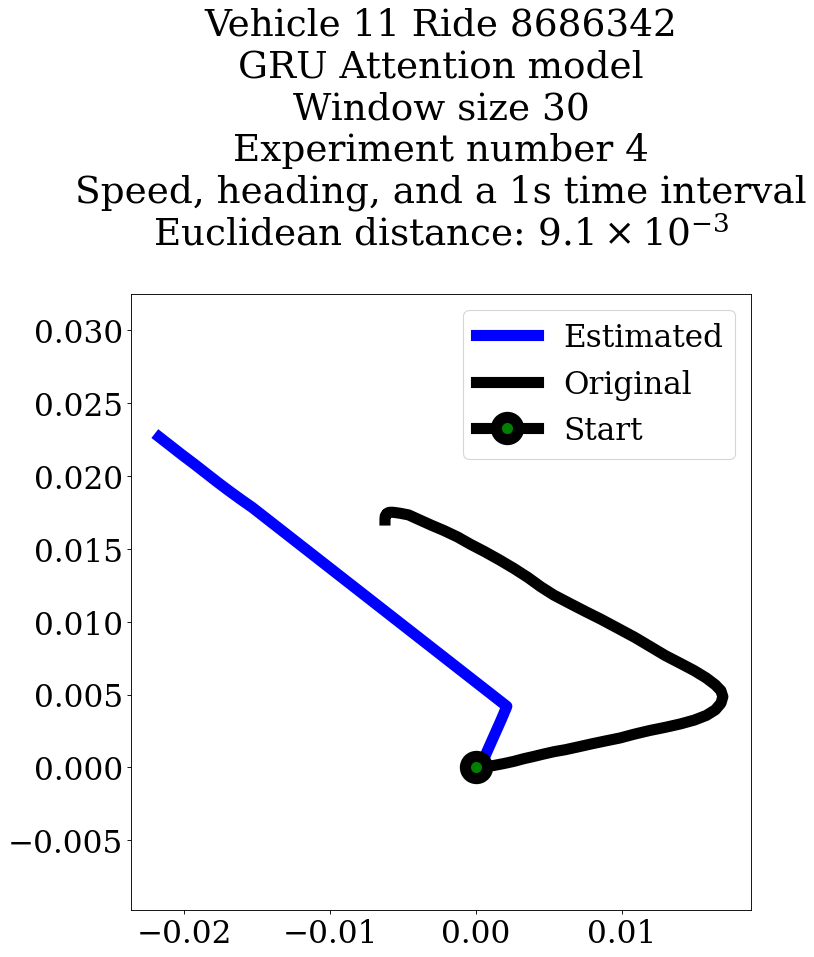 Vehicle 11 Ride 8686342
GRU Attention model
Window size 30
Experiment number 4
Speed, heading, and a 1s time interval
Euclidean distance: 9.1 × 10⁻³
Estimated
Original
Start
0.030
0.025
0.020
0.015
0.010
0.005
0.000
−0.005
−0.02 −0.01 0.00 0.01